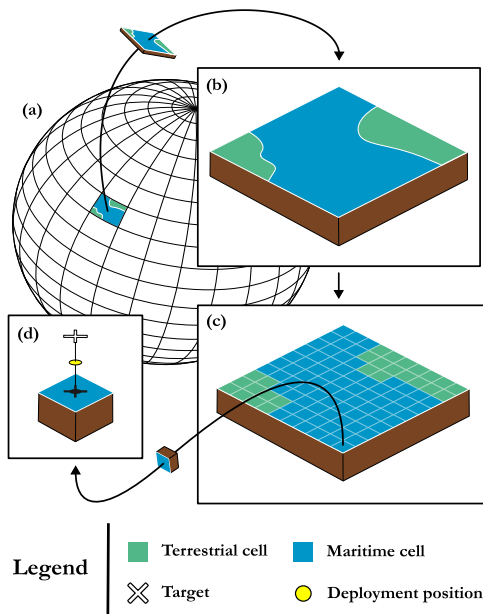 (a)
(b)
(c)
(d)
Legend
Terrestrial cell
Maritime cell
Target
Deployment position